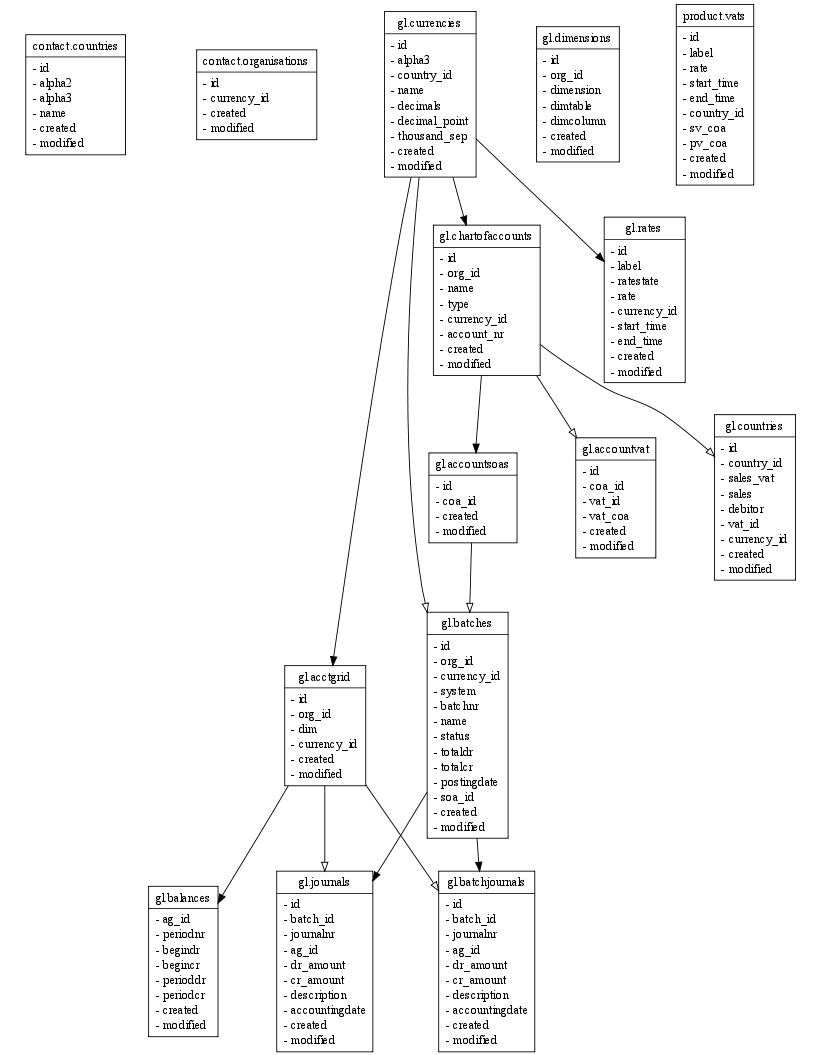 contact.countries
- id
- alpha2
- alpha3
- name
- created
- modified
contact.organisations
- id
- currency_id
- created
- modified
gl.currencies
- id
- alpha3
- country_id
- name
- decimals
- decimal_point
- thousand_sep
- created
- modified
gl.dimensions
- id
- org_id
- dimension
- dimtable
- dimcolumn
- created
- modified
product.vats
- id
- label
- rate
- start_time
- end_time
- country_id
- sv_coa
- pv_coa
- created
- modified
gl.chartofaccounts
- id
- org_id
- name
- type
- currency_id
- account_nr
- created
- modified
gl.rates
- id
- label
- ratestate
- rate
- currency_id
- start_time
- end_time
- created
- modified
gl.accountsoas
- id
- coa_id
- created
- modified
gl.accountvat
- id
- coa_id
- vat_id
- vat_coa
- created
- modified
gl.countries
- id
- country_id
- sales_vat
- sales
- debitor
- vat_id
- currency_id
- created
- modified
gl.acctgrid
- id
- org_id
- dim
- currency_id
- created
- modified
gl.batches
- id
- org_id
- currency_id
- system
- batchnr
- name
- status
- totaldr
- totalcr
- postingdate
- soa_id
- created
- modified
gl.balances
- ag_id
- periodnr
- begindr
- begincr
- perioddr
- periodcr
- created
- modified
gl.journals
- id
- batch_id
- journalnr
- ag_id
- dr_amount
- cr_amount
- description
- accountingdate
- created
- modified
gl.batchjournals
- id
- batch_id
- journalnr
- ag_id
- dr_amount
- cr_amount
- description
- accountingdate
- created
- modified